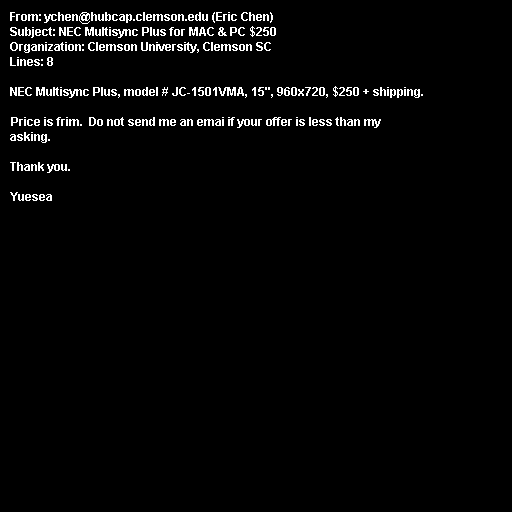 From: ychen@hubcap.clemson.edu (Eric Chen)
Subject: NEC Multisync Plus for MAC & PC $250
Organization: Clemson University, Clemson SC
Lines: 8

NEC Multisync Plus, model # JC-1501VMA, 15", 960x720, $250 + shipping.

Price is frim.  Do not send me an emai if your offer is less than my
asking.

Thank you.

Yuesea